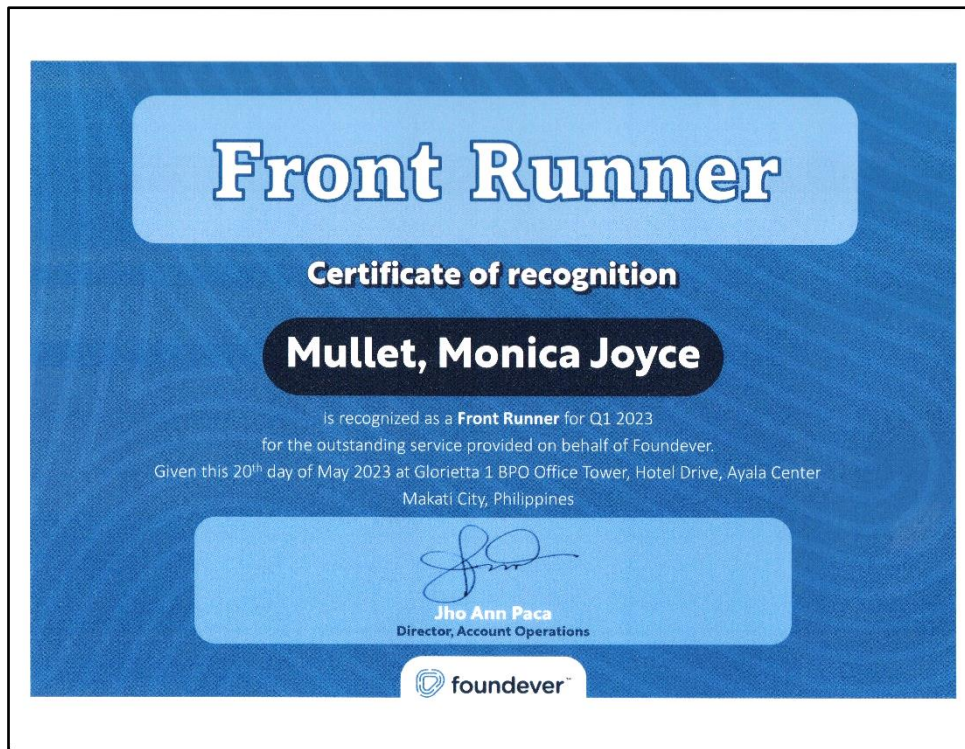 Front Runner
Certificate of recognition
Mullet, Monica Joyce
is recognized as a Front Runner for Q1 2023
for the outstanding service provided on behalf of Foundever.
Given this 20th day of May 2023 at Glorietta 1 BPO Office Tower, Hotel Drive, Ayala Center
Makati City, Philippines
Jho Ann Paca
Director, Account Operations
foundever™